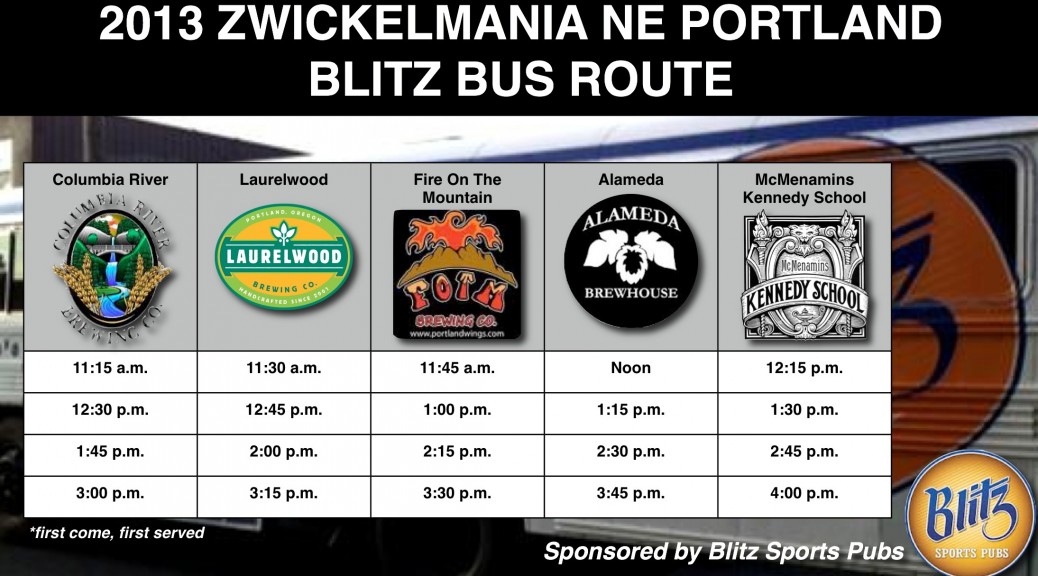 2013 ZWICKELMANIA NE PORTLAND
BLITZ BUS ROUTE
Columbia River
Laurelwood
Fire On The
Mountain
Alameda
McMenamins
Kennedy School
COLUMBIA RIVER
BREWING CO.
PORTLAND, OREGON
LAURELWOOD
BREWING CO.
HANDCRAFTED SINCE 2001
FOTM
BREWING CO.
www.portlandwings.com
ALAMEDA
BREWHOUSE
McMenamins
KENNEDY SCHOOL
11:15 a.m. 11:30 a.m. 11:45 a.m. Noon 12:15 p.m.
12:30 p.m. 12:45 p.m. 1:00 p.m. 1:15 p.m. 1:30 p.m.
1:45 p.m. 2:00 p.m. 2:15 p.m. 2:30 p.m. 2:45 p.m.
3:00 p.m. 3:15 p.m. 3:30 p.m. 3:45 p.m. 4:00 p.m.
*first come, first served
Sponsored by Blitz Sports Pubs
Blitz
SPORTS PUBS